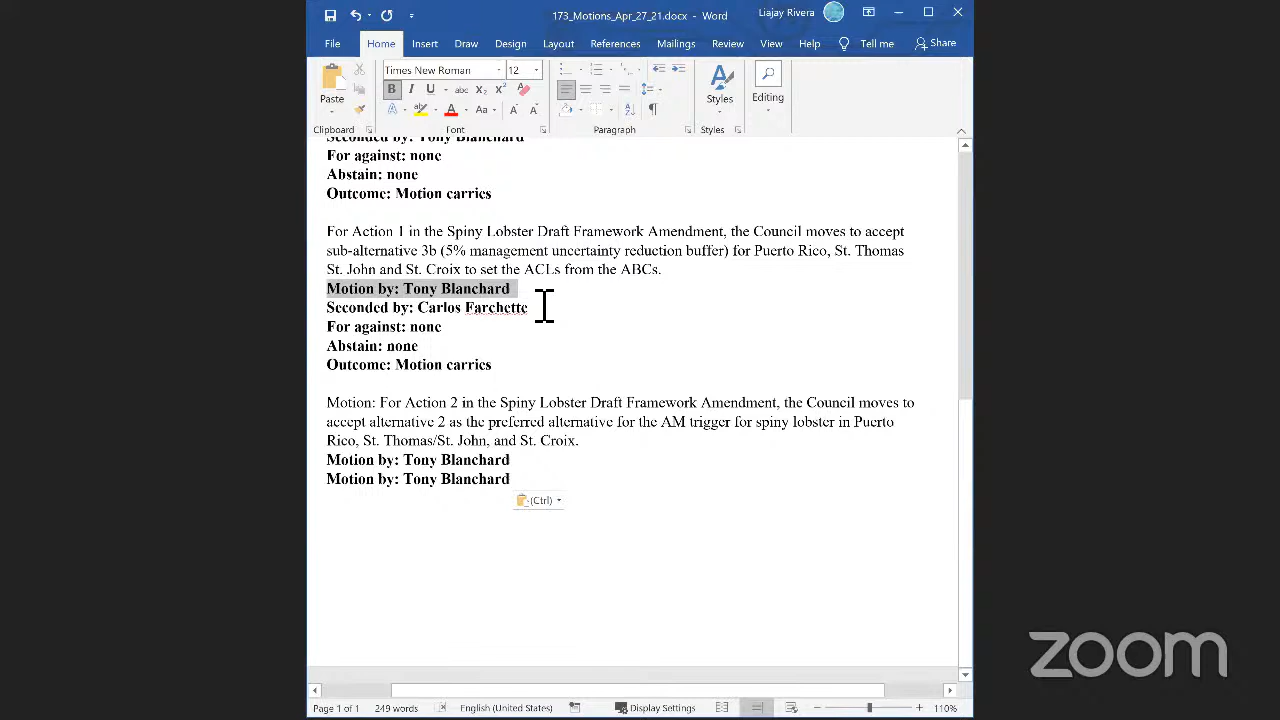 173_Motions_Apr_27_21.docx - Word
Liajay Rivera
File Home Insert Draw Design Layout References Mailings Review View Help Tell me Share
Times New Roman 12
Paste
B I U abc X₂ X²
A A Aa A A
Styles
Editing
Clipboard Font Paragraph Styles
Seconded by: Tony Blanchard
For against: none
Abstain: none
Outcome: Motion carries
For Action 1 in the Spiny Lobster Draft Framework Amendment, the Council moves to accept
sub-alternative 3b (5% management uncertainty reduction buffer) for Puerto Rico, St. Thomas
St. John and St. Croix to set the ACLs from the ABCs.
Motion by: Tony Blanchard
Seconded by: Carlos Farchette
For against: none
Abstain: none
Outcome: Motion carries
Motion: For Action 2 in the Spiny Lobster Draft Framework Amendment, the Council moves to
accept alternative 2 as the preferred alternative for the AM trigger for spiny lobster in Puerto
Rico, St. Thomas/St. John, and St. Croix.
Motion by: Tony Blanchard
Motion by: Tony Blanchard
(Ctrl)
zoom
Page 1 of 1 249 words English (United States) Display Settings 110%